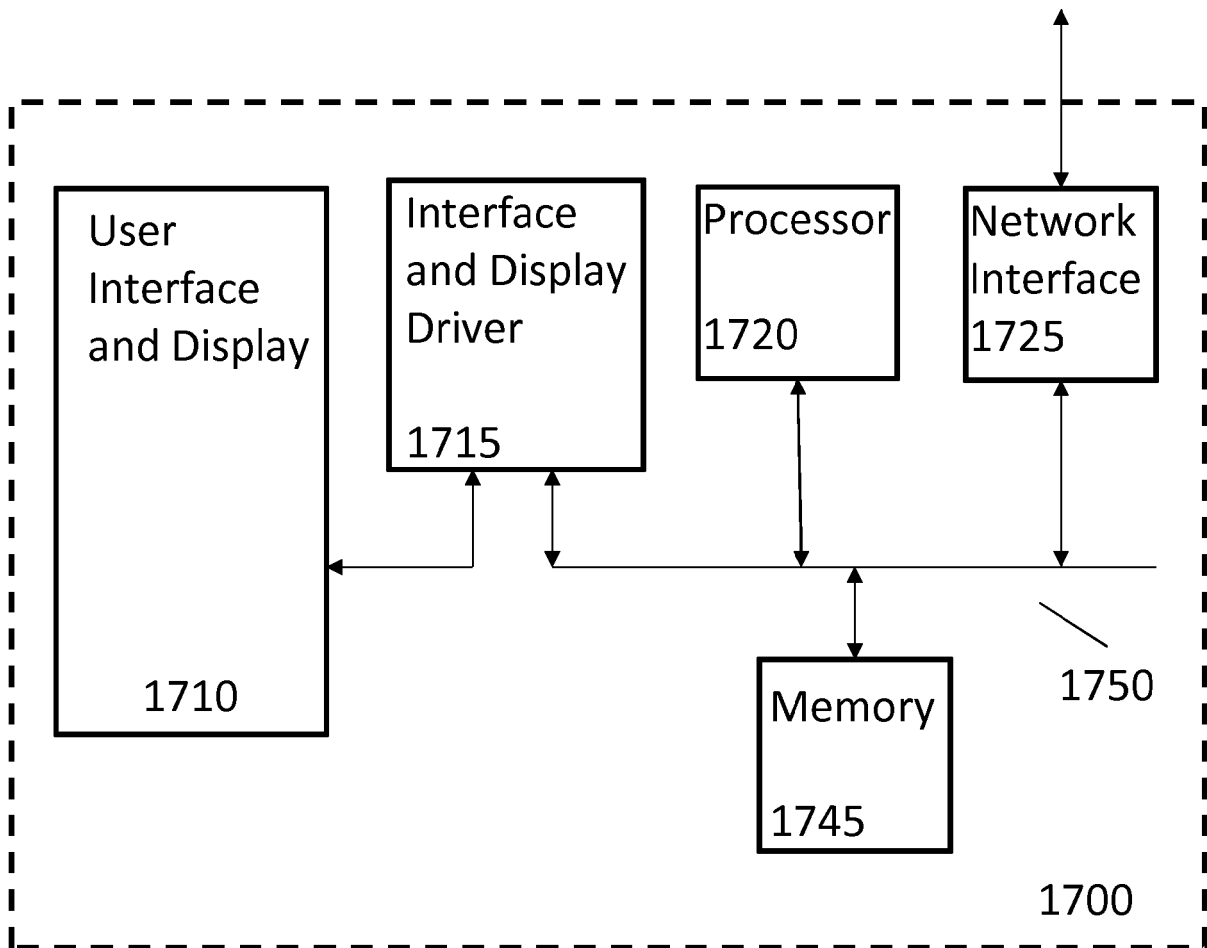 User
Interface
and Display
1710
Interface
and Display
Driver
1715
Processor
1720
Network
Interface
1725
Memory
1745
1750
1700